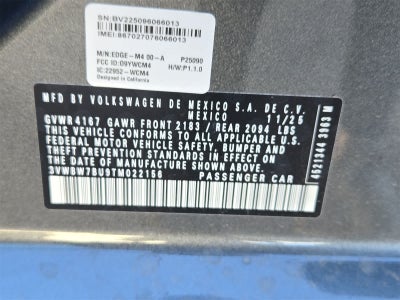 SN:BV225096066013
IMEI:867027076066013
M/N:EDGE-M4 00-A P25090
FCC ID:O9YWCM4 H/W:P1.1.0
IC:22952-WCM4
Designed in California
MFD BY VOLKSWAGEN DE MEXICO S.A. DE C.V.
MEXICO 11/25
GVWR 4167 GAWR FRONT 2183 / REAR 2094 LBS
THIS VEHICLE CONFORMS TO ALL APPLICABLE U.S.
FEDERAL MOTOR VEHICLE SAFETY, BUMPER AND
THEFT PREVENTION STANDARDS IN EFFECT ON THE
DATE OF MANUFACTURE SHOWN ABOVE.
3VWBW7BU9TM022156 PASSENGER CAR
4521344 3903 M